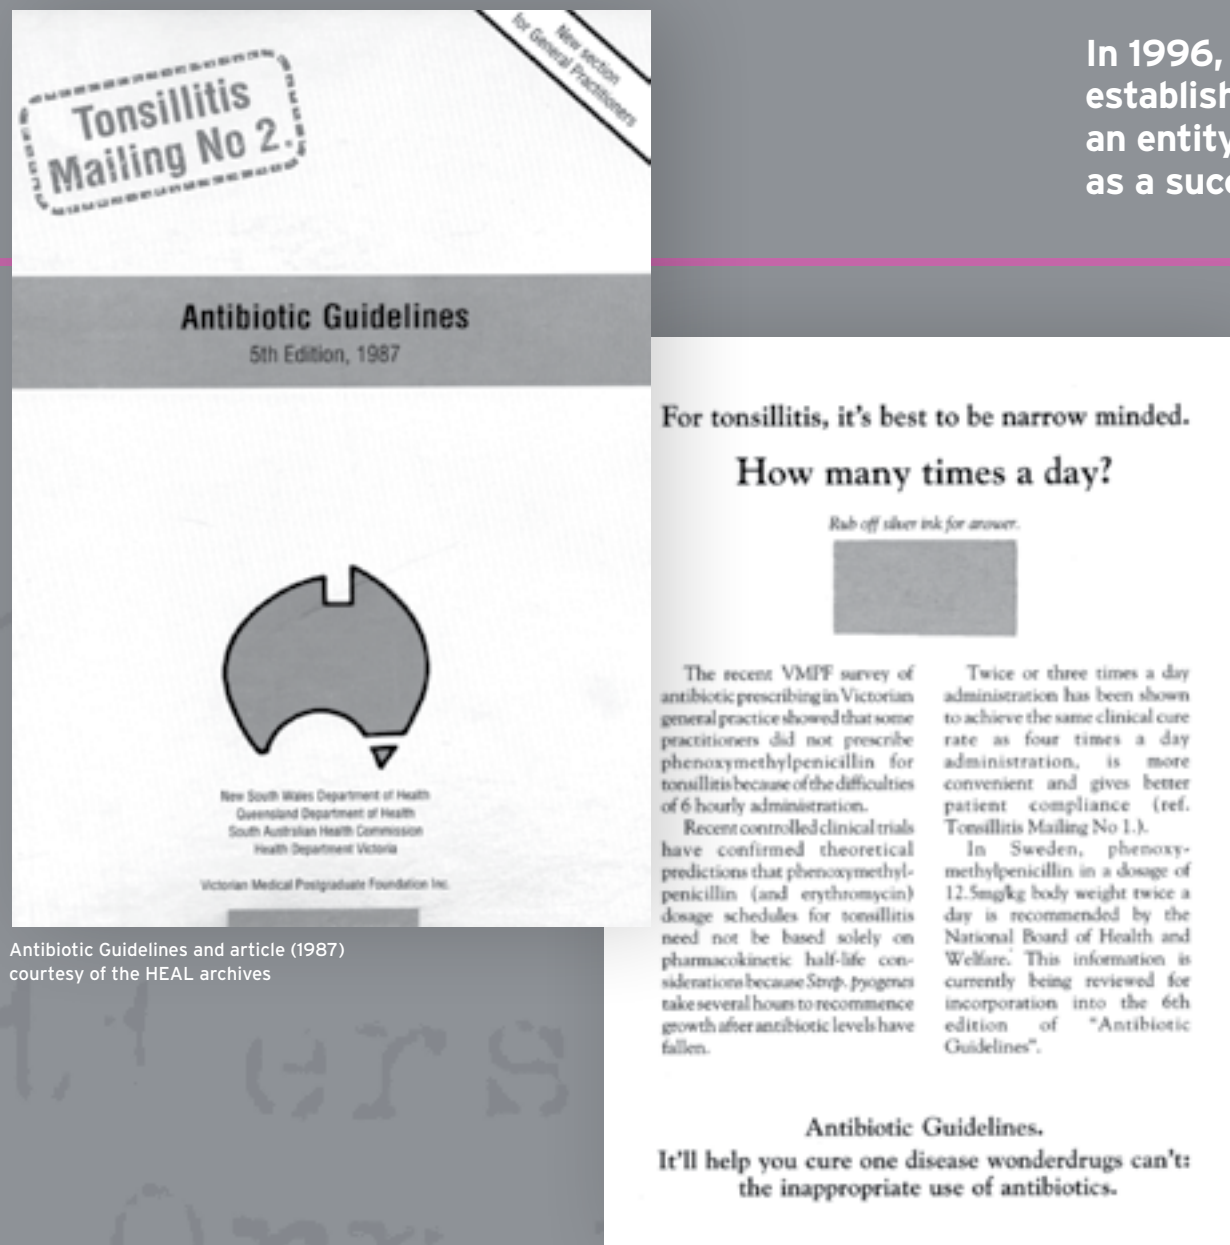 Tonsillitis
Mailing No 2.
New section
for General Practitioners
Antibiotic Guidelines
5th Edition, 1987
New South Wales Department of Health
Queensland Department of Health
South Australian Health Commission
Health Department Victoria
Victorian Medical Postgraduate Foundation Inc.
Antibiotic Guidelines and article (1987)
courtesy of the HEAL archives
In 1996,
establish
an entity
as a succ
For tonsillitis, it's best to be narrow minded.
How many times a day?
Rub off silver ink for answer.
The recent VMPF survey of
antibiotic prescribing in Victorian
general practice showed that some
practitioners did not prescribe
phenoxymethylpenicillin for
tonsillitis because of the difficulties
of 6 hourly administration.
Recent controlled clinical trials
have confirmed theoretical
predictions that phenoxymethyl-
penicillin (and erythromycin)
dosage schedules for tonsillitis
need not be based solely on
pharmacokinetic half-life con-
siderations because Strep. pyogenes
take several hours to recommence
growth after antibiotic levels have
fallen.
Twice or three times a day
administration has been shown
to achieve the same clinical cure
rate as four times a day
administration, is more
convenient and gives better
patient compliance (ref.
Tonsillitis Mailing No 1.).
In Sweden, phenoxy-
methylpenicillin in a dosage of
12.5mg/kg body weight twice a
day is recommended by the
National Board of Health and
Welfare. This information is
currently being reviewed for
incorporation into the 6th
edition of "Antibiotic
Guidelines".
Antibiotic Guidelines.
It'll help you cure one disease wonderdrugs can't:
the inappropriate use of antibiotics.